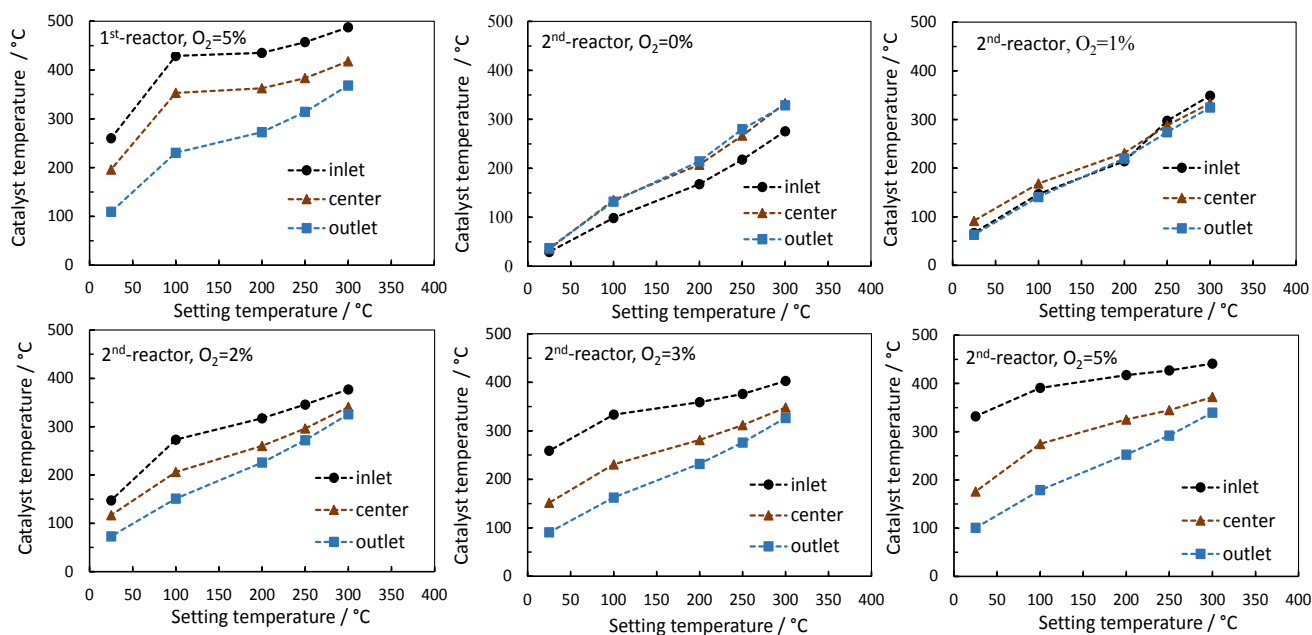 1st-reactor, O2=5%
Catalyst temperature / °C
500
400
300
200
100
0
inlet
center
outlet
0 50 100 150 200 250 300 350 400
Setting temperature / °C
2nd-reactor, O2=0%
Catalyst temperature / °C
500
400
300
200
100
0
inlet
center
outlet
0 50 100 150 200 250 300 350 400
Setting temperature / °C
2nd-reactor, O2=1%
Catalyst temperature / °C
500
400
300
200
100
0
inlet
center
outlet
0 50 100 150 200 250 300 350 400
Setting temperature / °C
2nd-reactor, O2=2%
Catalyst temperature / °C
500
400
300
200
100
0
inlet
center
outlet
0 50 100 150 200 250 300 350 400
Setting temperature / °C
2nd-reactor, O2=3%
Catalyst temperature / °C
500
400
300
200
100
0
inlet
center
outlet
0 50 100 150 200 250 300 350 400
Setting temperature / °C
2nd-reactor, O2=5%
Catalyst temperature / °C
500
400
300
200
100
0
inlet
center
outlet
0 50 100 150 200 250 300 350 400
Setting temperature / °C